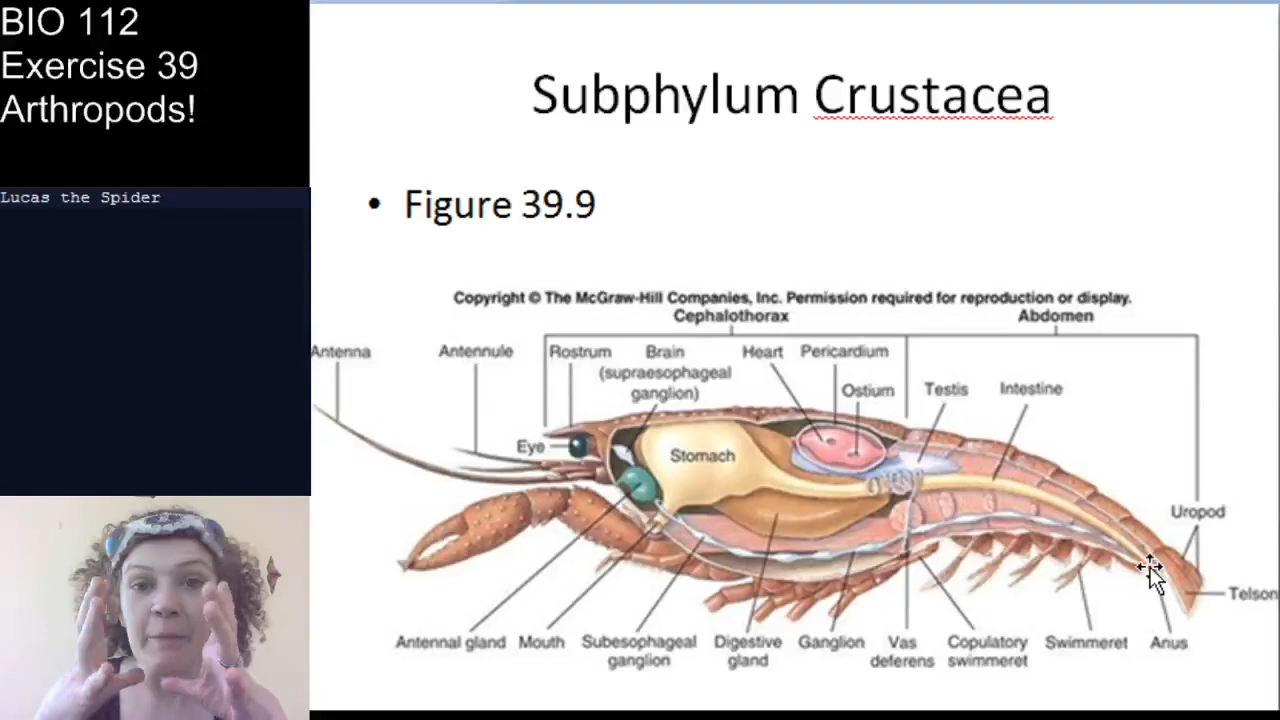 BIO 112
Exercise 39
Arthropods!
Lucas the Spider
Subphylum Crustacea
• Figure 39.9
Copyright © The McGraw-Hill Companies, Inc. Permission required for reproduction or display.
Cephalothorax
Abdomen
Antenna
Antennule
Rostrum
Brain
(supraesophageal
ganglion)
Heart
Pericardium
Ostium
Testis
Intestine
Eye
Stomach
Uropod
Telson
Antennal gland
Mouth
Subesophageal
ganglion
Digestive
gland
Ganglion
Vas
deferens
Copulatory
swimmeret
Swimmeret
Anus